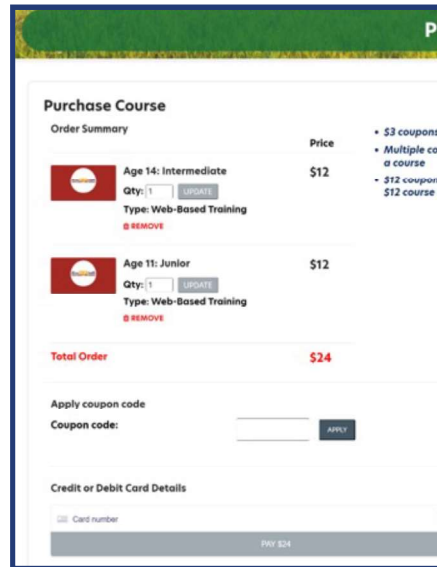 P
Purchase Course
Order Summary
Price
• $3 coupons
• Multiple co
a course
- $12 coupon
$12 course
Age 14: Intermediate
$12
Qty: 1 UPDATE
Type: Web-Based Training
REMOVE
Age 11: Junior
$12
Qty: 1 UPDATE
Type: Web-Based Training
REMOVE
Total Order
$24
Apply coupon code
Coupon code:
APPLY
Credit or Debit Card Details
Card number
PAY $24